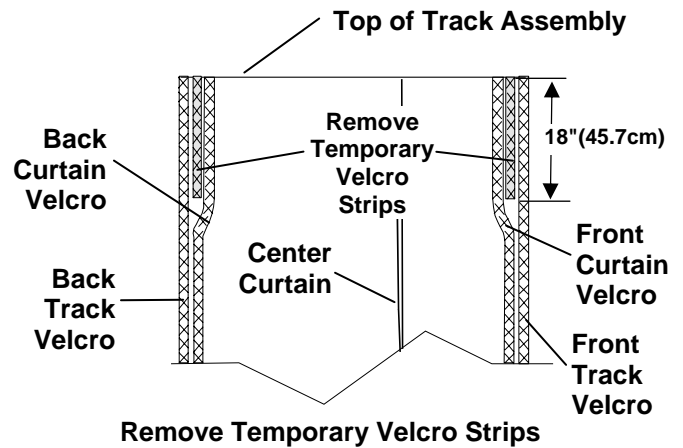 Top of Track Assembly
Remove
Temporary
Velcro
Strips
18"(45.7cm)
Back
Curtain
Velcro
Center
Curtain
Front
Curtain
Velcro
Back
Track
Velcro
Front
Track
Velcro
Remove Temporary Velcro Strips